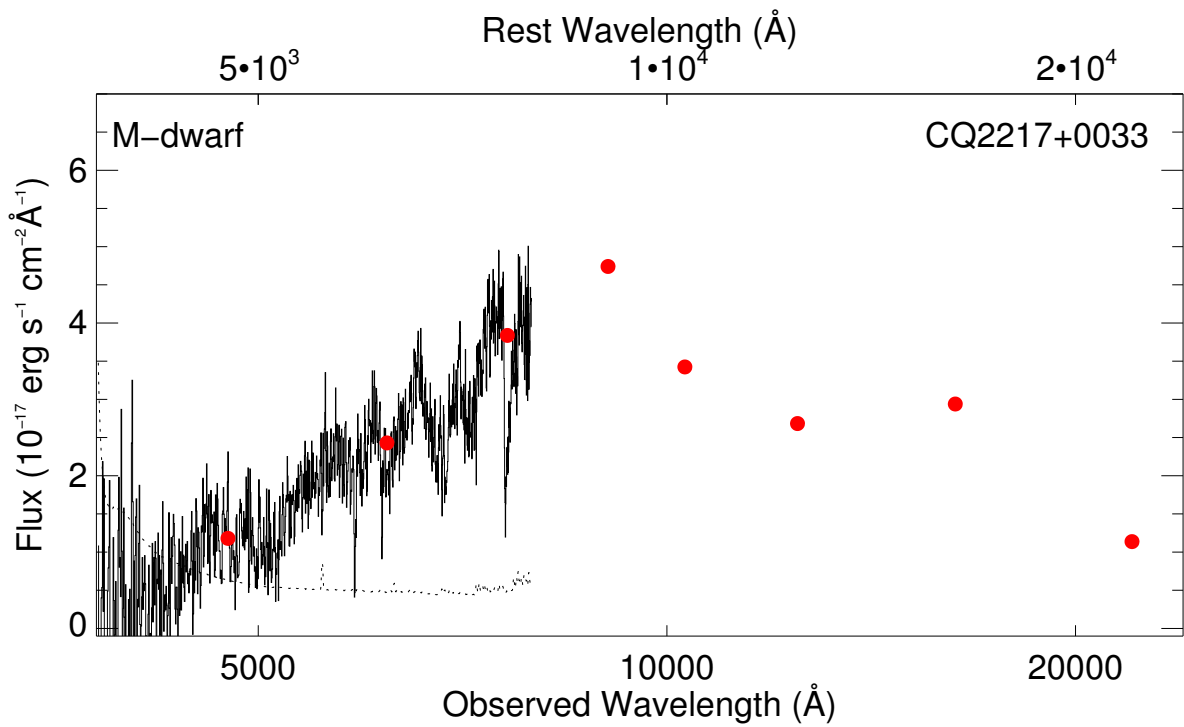 Rest Wavelength (Å)
5•10³ 1•10⁴ 2•10⁴
M−dwarf CQ2217+0033
6
4
2
0
Flux (10⁻¹⁷ erg s⁻¹ cm⁻²Å⁻¹)
5000 10000 20000
Observed Wavelength (Å)